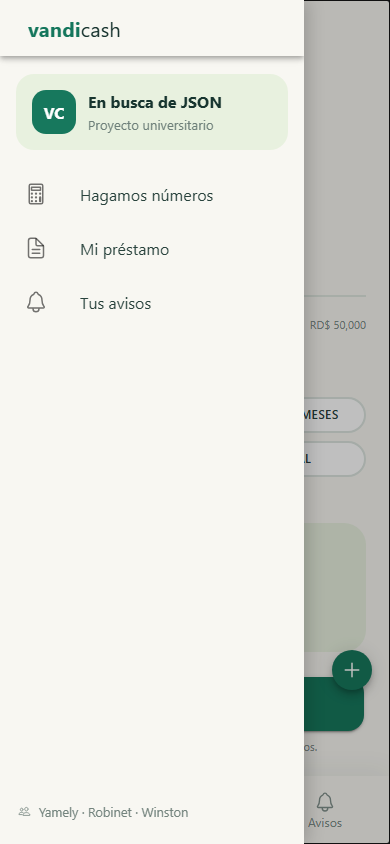 vandicash
VC
En busca de JSON
Proyecto universitario
Hagamos números
Mi préstamo
Tus avisos
RD$ 50,000
MESES
Yamely · Robinet · Winston
Avisos